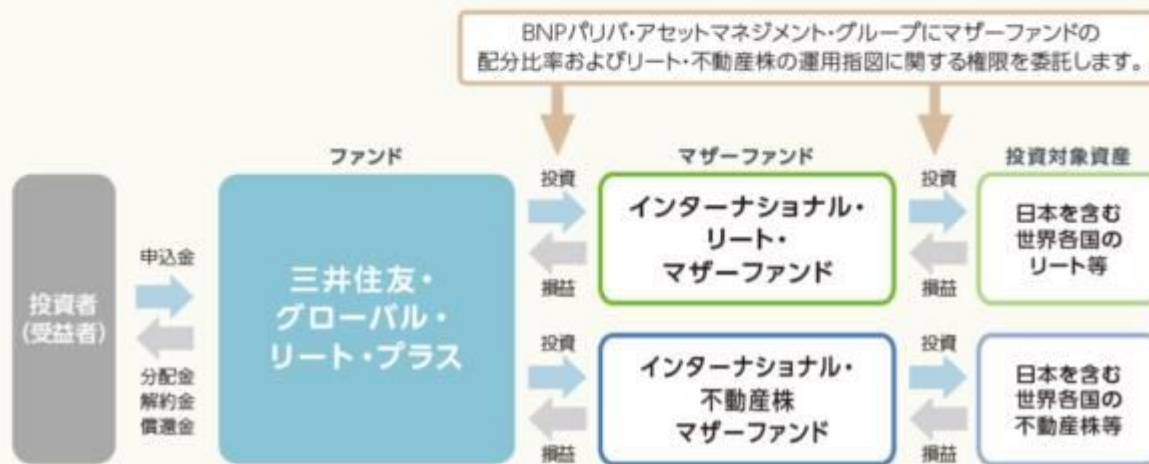 BNPパリバ・アセットマネジメント・グループにマザーファンドの
配分比率およびリート・不動産株の運用指図に関する権限を委託します。
ファンド
マザーファンド
投資対象資産
投資者
(受益者)
申込金
分配金
解約金
償還金
三井住友・
グローバル・
リート・プラス
投資
損益
インターナショナル・
リート・
マザーファンド
投資
損益
日本を含む
世界各国の
リート等
投資
損益
インターナショナル・
不動産株
マザーファンド
投資
損益
日本を含む
世界各国の
不動産株等